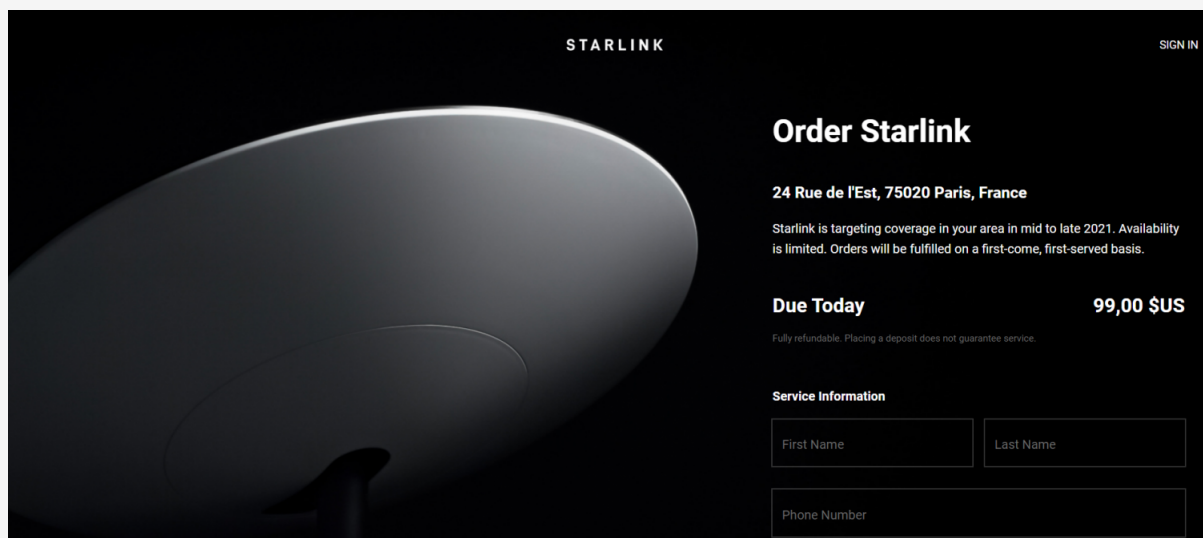 STARLINK
SIGN IN
Order Starlink
24 Rue de l'Est, 75020 Paris, France
Starlink is targeting coverage in your area in mid to late 2021. Availability
is limited. Orders will be fulfilled on a first-come, first-served basis.
Due Today
99,00 $US
Fully refundable. Placing a deposit does not guarantee service.
Service Information
First Name
Last Name
Phone Number